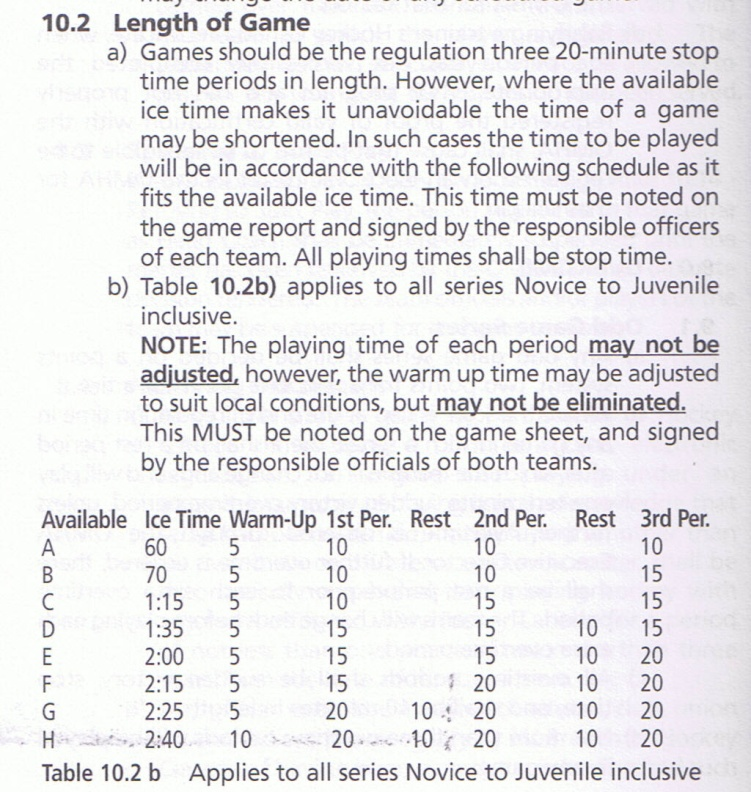 10.2 Length of Game
a) Games should be the regulation three 20-minute stop
time periods in length. However, where the available
ice time makes it unavoidable the time of a game
may be shortened. In such cases the time to be played
will be in accordance with the following schedule as it
fits the available ice time. This time must be noted on
the game report and signed by the responsible officers
of each team. All playing times shall be stop time.
b) Table 10.2b) applies to all series Novice to Juvenile
inclusive.
NOTE: The playing time of each period may not be
adjusted, however, the warm up time may be adjusted
to suit local conditions, but may not be eliminated.
This MUST be noted on the game sheet, and signed
by the responsible officials of both teams.
Available Ice Time Warm-Up 1st Per. Rest 2nd Per. Rest 3rd Per.
A 60 5 10 10 10
B 70 5 10 10 15
C 1:15 5 10 15 15
D 1:35 5 15 15 10 15
E 2:00 5 15 15 10 20
F 2:15 5 15 20 10 20
G 2:25 5 20 10 20 10 20
H 2:40 10 20 10 20 10 20
Table 10.2 b Applies to all series Novice to Juvenile inclusive